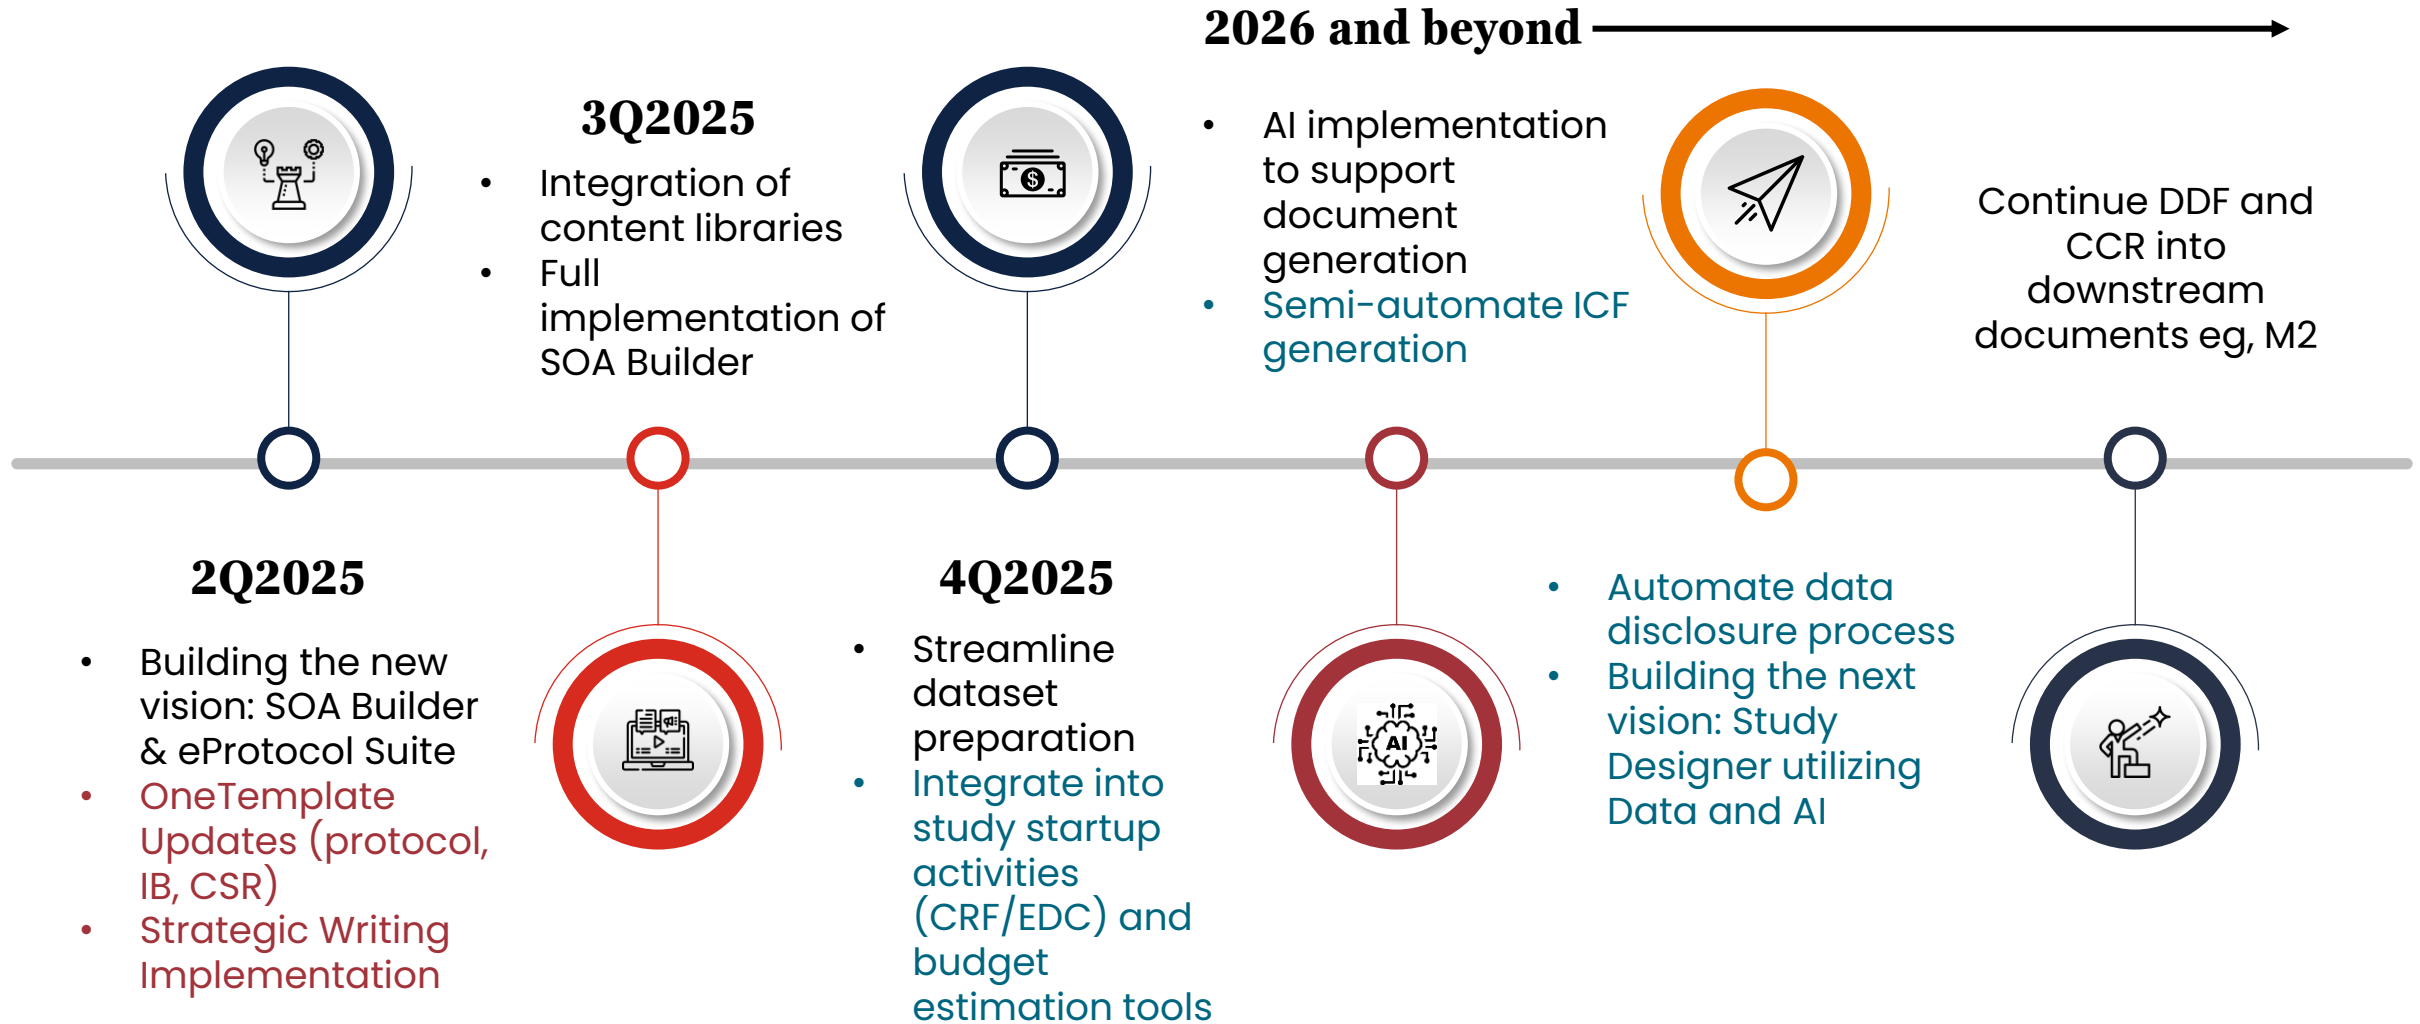 2Q2025
• Building the new
vision: SOA Builder
& eProtocol Suite
• OneTemplate
Updates (protocol,
IB, CSR)
• Strategic Writing
Implementation
3Q2025
• Integration of
content libraries
• Full
implementation of
SOA Builder
4Q2025
• Streamline
dataset
preparation
• Integrate into
study startup
activities
(CRF/EDC) and
budget
estimation tools
2026 and beyond
• AI implementation
to support
document
generation
• Semi-automate ICF
generation
AI
• Automate data
disclosure process
• Building the next
vision: Study
Designer utilizing
Data and AI
Continue DDF and
CCR into
downstream
documents eg, M2